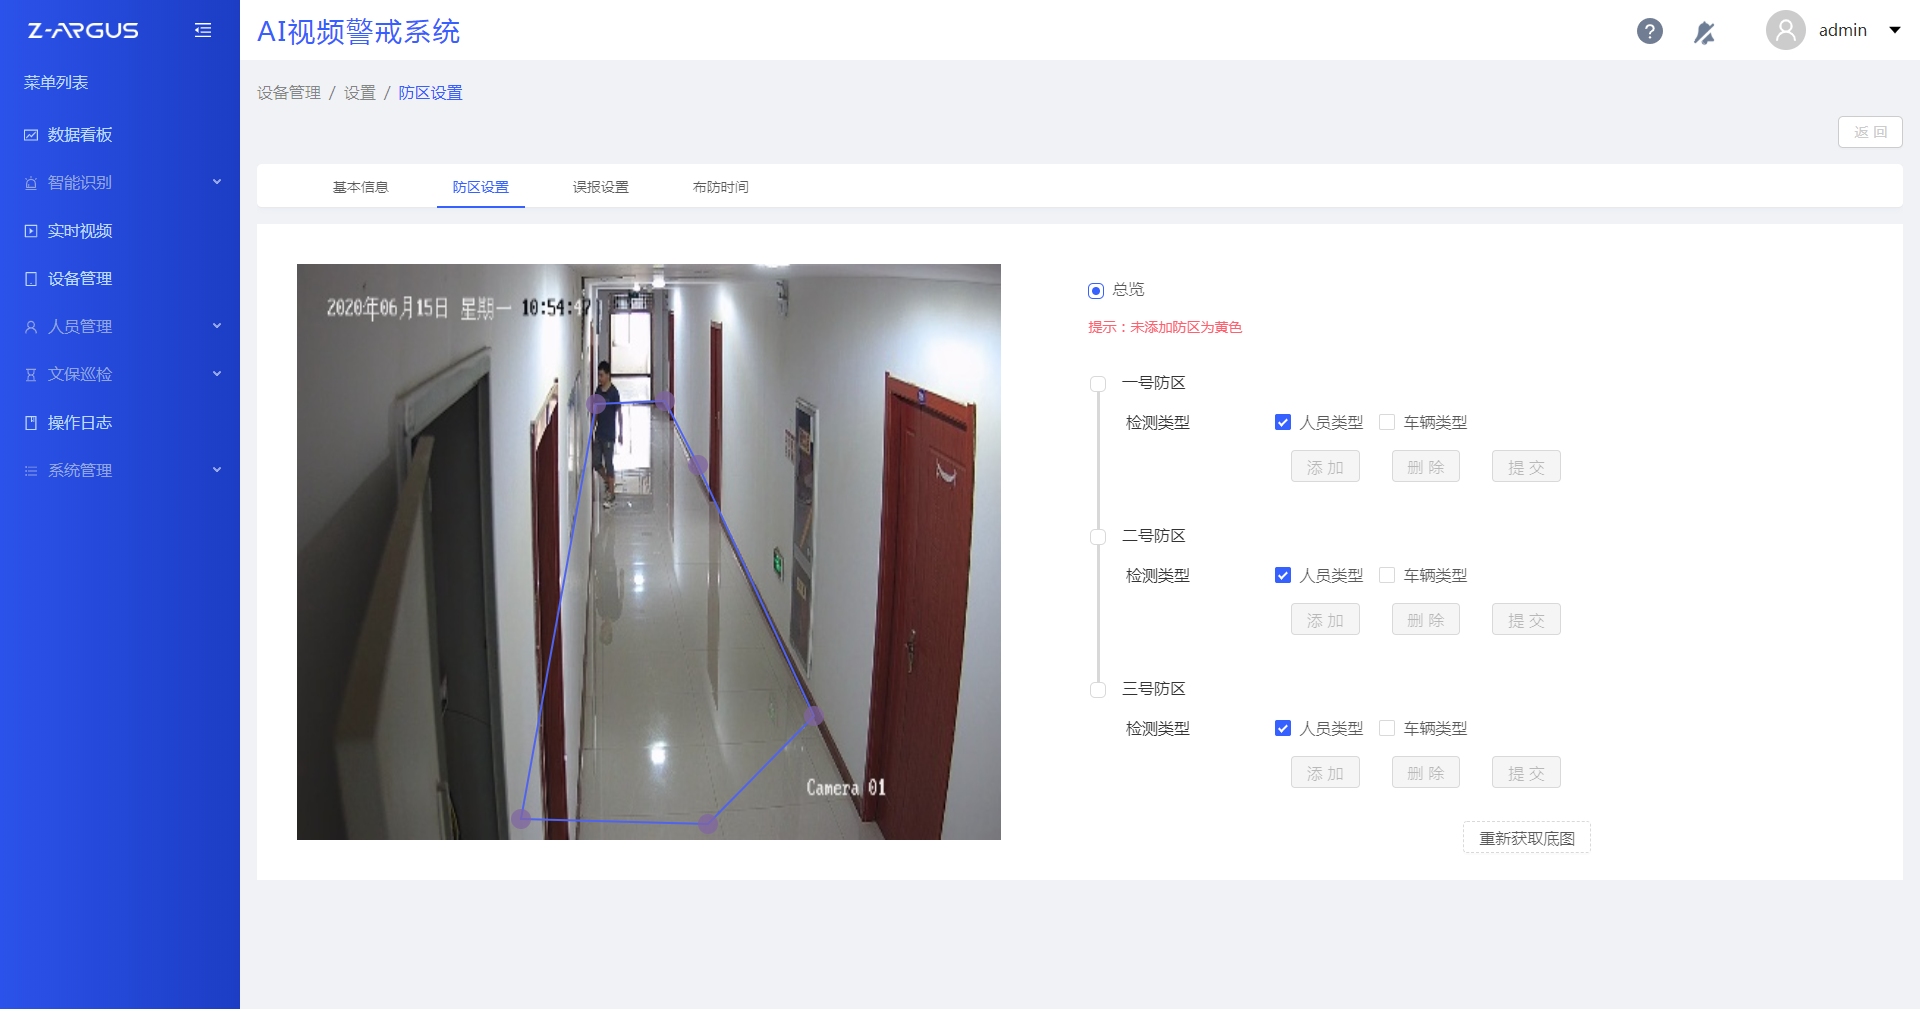 Z-ARGUS
菜单列表
数据看板
智能识别
实时视频
设备管理
人员管理
文保巡检
操作日志
系统管理
AI视频警戒系统
?
admin
设备管理 / 设置 / 防区设置
返 回
基本信息 防区设置 误报设置 布防时间
2020年06月15日 星期一 10:54:47
Camera 01
总览
提示：未添加防区为黄色
一号防区
检测类型 人员类型 车辆类型
添 加 删 除 提 交
二号防区
检测类型 人员类型 车辆类型
添 加 删 除 提 交
三号防区
检测类型 人员类型 车辆类型
添 加 删 除 提 交
重新获取底图